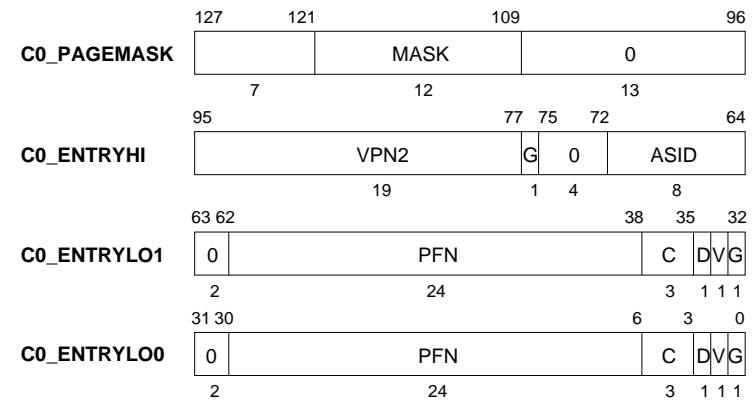 127 121 109 96
C0_PAGEMASK MASK 0
7 12 13
95 77 75 72 64
C0_ENTRYHI VPN2 G 0 ASID
19 1 4 8
63 62 38 35 32
C0_ENTRYLO1 0 PFN C D V G
2 24 3 1 1 1
31 30 6 3 0
C0_ENTRYLO0 0 PFN C D V G
2 24 3 1 1 1